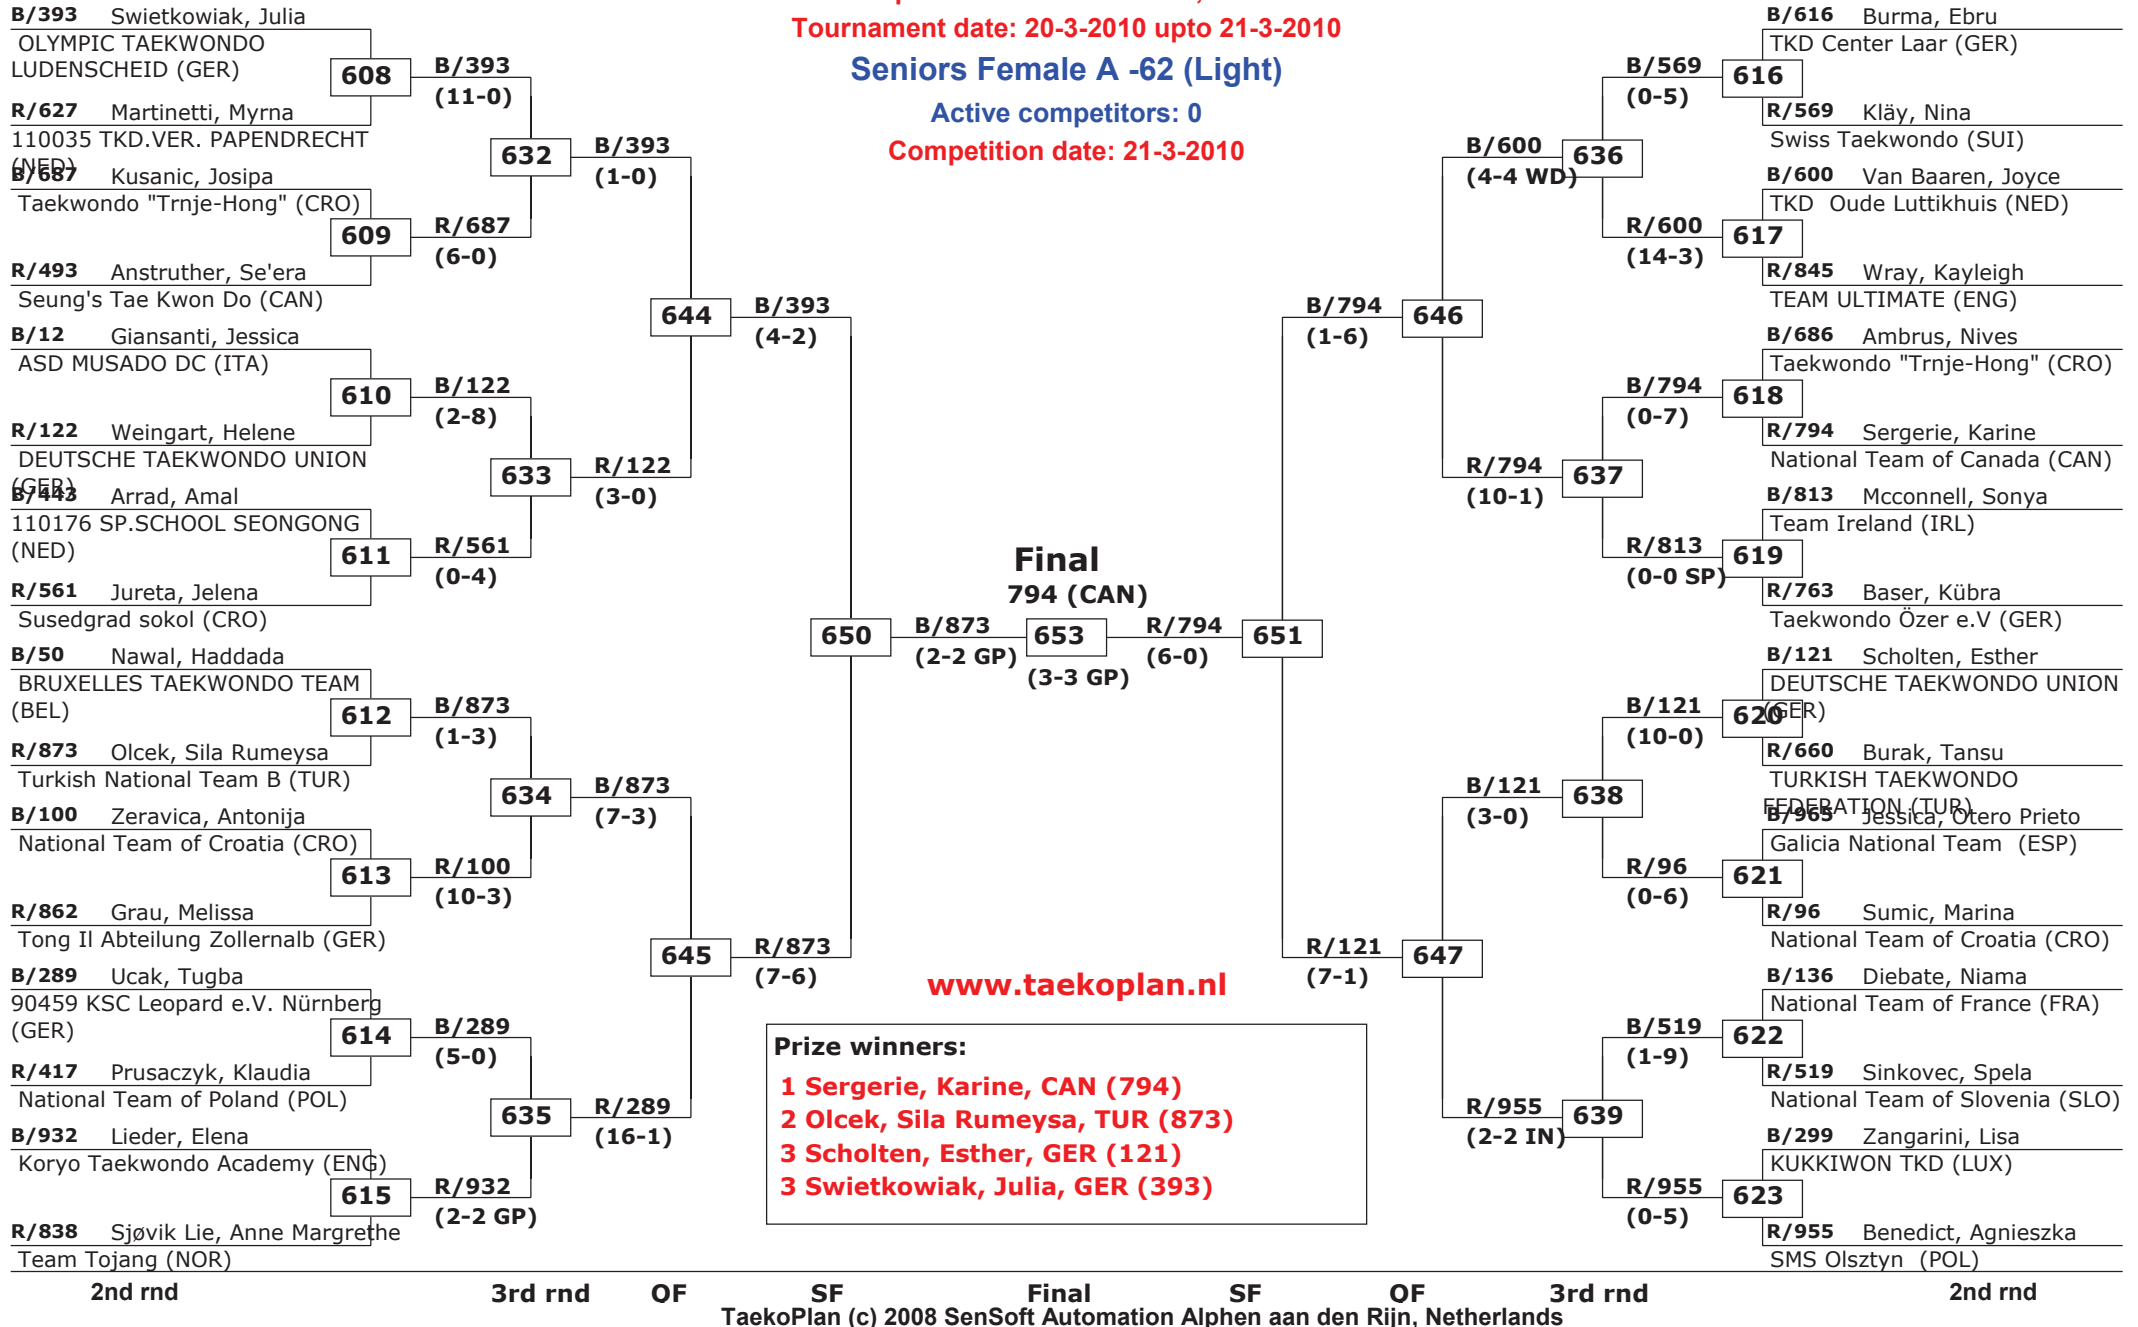 Tournament date: 20-3-2010 upto 21-3-2010
Seniors Female A -62 (Light)
Active competitors: 0
Competition date: 21-3-2010
B/393 Swietkowiak, Julia
OLYMPIC TAEKWONDO
LUDENSCHEID (GER)
608
R/627 Martinetti, Myrna
110035 TKD.VER. PAPENDRECHT
(NED)
B/687 Kusanic, Josipa
Taekwondo "Trnje-Hong" (CRO)
609
R/493 Anstruther, Se'era
Seung's Tae Kwon Do (CAN)
B/12 Giansanti, Jessica
ASD MUSADO DC (ITA)
610
R/122 Weingart, Helene
DEUTSCHE TAEKWONDO UNION
(GER)
B/443 Arrad, Amal
110176 SP.SCHOOL SEONGONG
(NED)
611
R/561 Jureta, Jelena
Susedgrad sokol (CRO)
B/50 Nawal, Haddada
BRUXELLES TAEKWONDO TEAM
(BEL)
612
R/873 Olcek, Sila Rumeysa
Turkish National Team B (TUR)
B/100 Zeravica, Antonija
National Team of Croatia (CRO)
613
R/862 Grau, Melissa
Tong Il Abteilung Zollernalb (GER)
B/289 Ucak, Tugba
90459 KSC Leopard e.V. Nürnberg
(GER)
614
R/417 Prusaczyk, Klaudia
National Team of Poland (POL)
B/932 Lieder, Elena
Koryo Taekwondo Academy (ENG)
615
R/838 Sjøvik Lie, Anne Margrethe
Team Tojang (NOR)
B/393
(11-0)
632
R/687
(6-0)
B/122
(2-8)
633
R/561
(0-4)
B/873
(1-3)
634
R/100
(10-3)
B/289
(5-0)
635
R/932
(2-2 GP)
B/393
(1-0)
644
R/122
(3-0)
B/873
(7-3)
645
R/289
(16-1)
B/393
(4-2)
650
R/873
(7-6)
Final
794 (CAN)
B/873
(2-2 GP)
653
(3-3 GP)
R/794
(6-0)
651
B/794
(1-6)
646
R/121
(7-1)
647
B/600
(4-4 WD)
636
R/794
(10-1)
637
B/121
(3-0)
638
R/955
(2-2 IN)
639
B/569
(0-5)
R/600
(14-3)
B/794
(0-7)
R/813
(0-0 SP)
B/121
(10-0)
R/96
(0-6)
B/519
(1-9)
R/955
(0-5)
B/616 Burma, Ebru
TKD Center Laar (GER)
616
R/569 Kläy, Nina
Swiss Taekwondo (SUI)
B/600 Van Baaren, Joyce
TKD Oude Luttikhuis (NED)
617
R/845 Wray, Kayleigh
TEAM ULTIMATE (ENG)
B/686 Ambrus, Nives
Taekwondo "Trnje-Hong" (CRO)
618
R/794 Sergerie, Karine
National Team of Canada (CAN)
B/813 Mcconnell, Sonya
Team Ireland (IRL)
619
R/763 Baser, Kübra
Taekwondo Özer e.V (GER)
B/121 Scholten, Esther
DEUTSCHE TAEKWONDO UNION
(GER)
620
R/660 Burak, Tansu
TURKISH TAEKWONDO
FEDERATION (TUR)
B/965 Jessica, Otero Prieto
Galicia National Team (ESP)
621
R/96 Sumic, Marina
National Team of Croatia (CRO)
B/136 Diebate, Niama
National Team of France (FRA)
622
R/519 Sinkovec, Spela
National Team of Slovenia (SLO)
B/299 Zangarini, Lisa
KUKKIWON TKD (LUX)
623
R/955 Benedict, Agnieszka
SMS Olsztyn (POL)
www.taekoplan.nl
Prize winners:
1 Sergerie, Karine, CAN (794)
2 Olcek, Sila Rumeysa, TUR (873)
3 Scholten, Esther, GER (121)
3 Swietkowiak, Julia, GER (393)
2nd rnd 3rd rnd QF SF Final SF QF 3rd rnd 2nd rnd
TaekoPlan (c) 2008 SenSoft Automation Alphen aan den Rijn, Netherlands